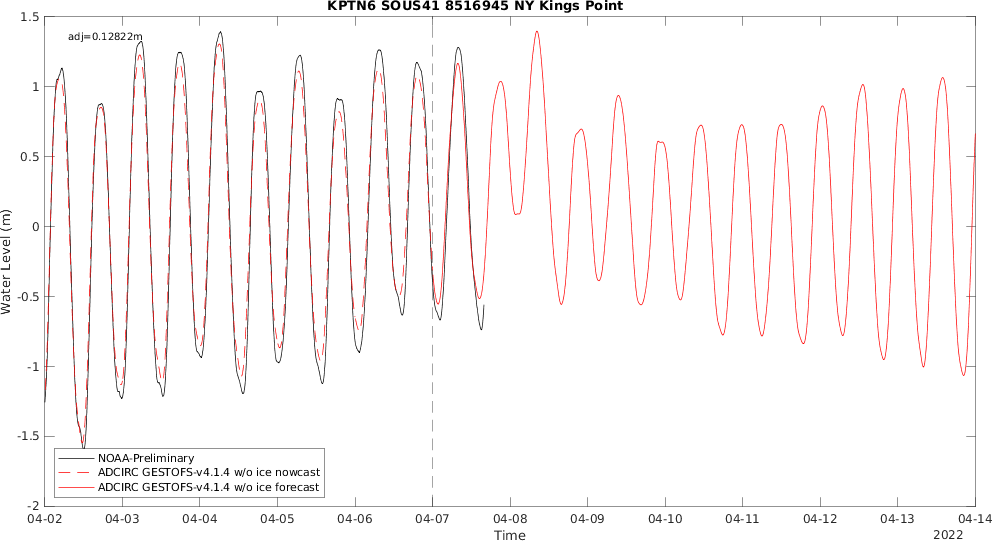 KPTN6 SOUS41 8516945 NY Kings Point
adj=0.12822m
1.5
1
0.5
0
-0.5
-1
-1.5
-2
Water Level (m)
NOAA-Preliminary
ADCIRC GESTOFS-v4.1.4 w/o ice nowcast
ADCIRC GESTOFS-v4.1.4 w/o ice forecast
04-02 04-03 04-04 04-05 04-06 04-07 04-08 04-09 04-10 04-11 04-12 04-13 04-14
Time
2022